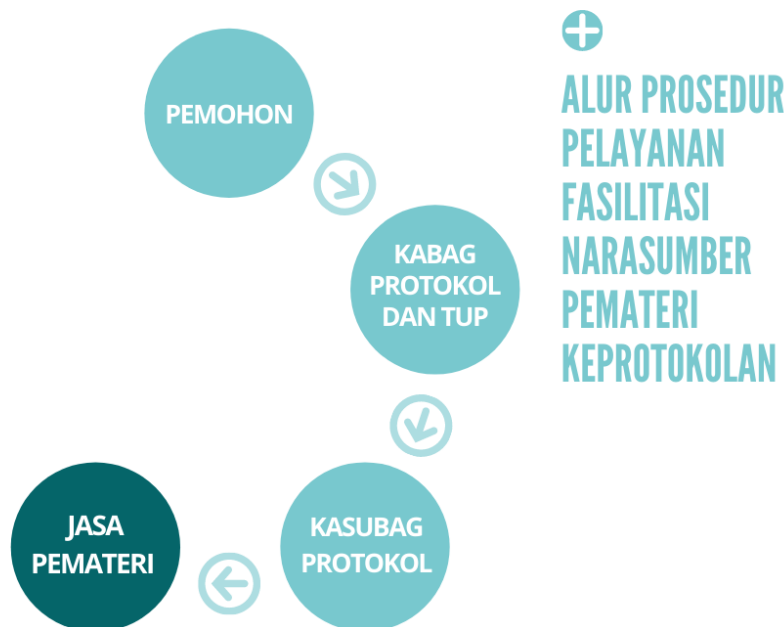 ALUR PROSEDUR
PELAYANAN
FASILITASI
NARASUMBER
PEMATERI
KEPROTOKOLAN
PEMOHON
KABAG
PROTOKOL
DAN TUP
KASUBAG
PROTOKOL
JASA
PEMATERI